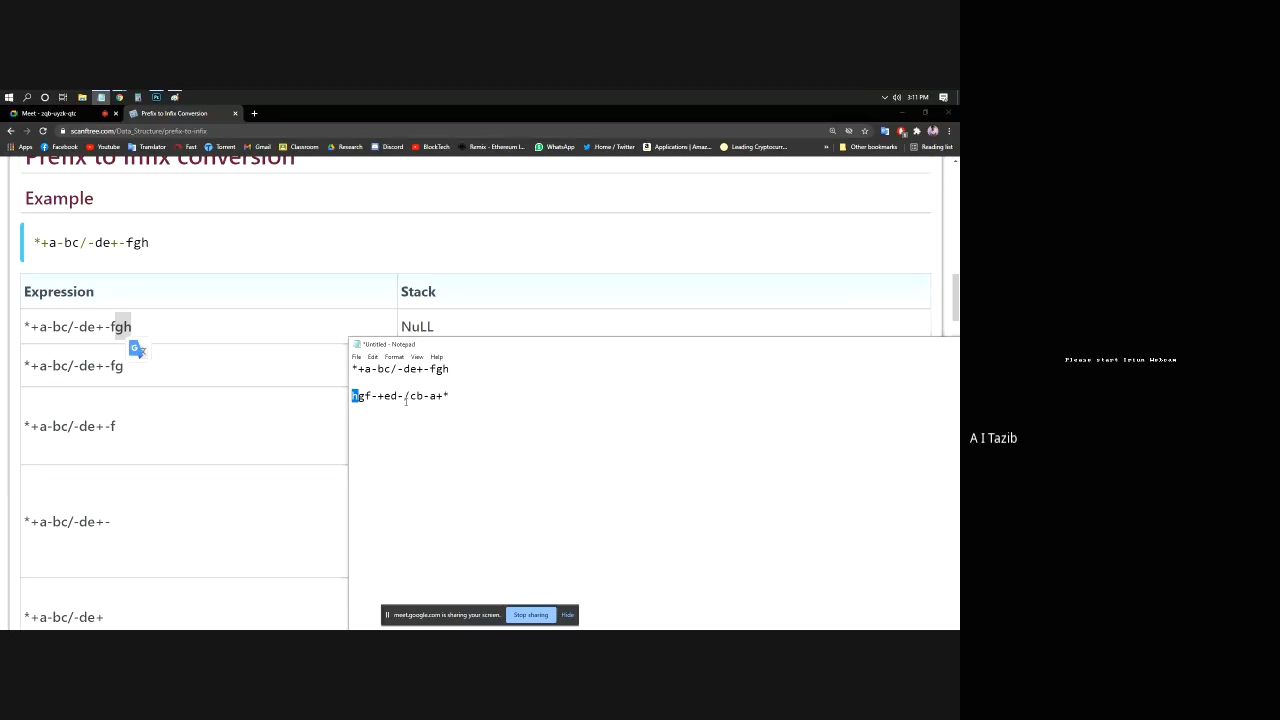 3:11 PM
Meet - zqb-uyzk-qtc
Prefix to Infix Conversion
scanftree.com/Data_Structure/prefix-to-infix
Apps Facebook Youtube Translator Fast Torrent Gmail Classroom Research Discord BlockTech Remix - Ethereum I... WhatsApp Home / Twitter Applications | Amaz... Leading Cryptocurr... » Other bookmarks Reading list
Prefix to Infix conversion
Example
*+a-bc/-de+-fgh
Expression Stack
*+a-bc/-de+-fgh NuLL
*+a-bc/-de+-fg
*+a-bc/-de+-f
*+a-bc/-de+-
*+a-bc/-de+
*Untitled - Notepad
File Edit Format View Help
*+a-bc/-de+-fgh
hgf-+ed-/cb-a+*
meet.google.com is sharing your screen. Stop sharing Hide
Please start Iriun Webcam
A I Tazib